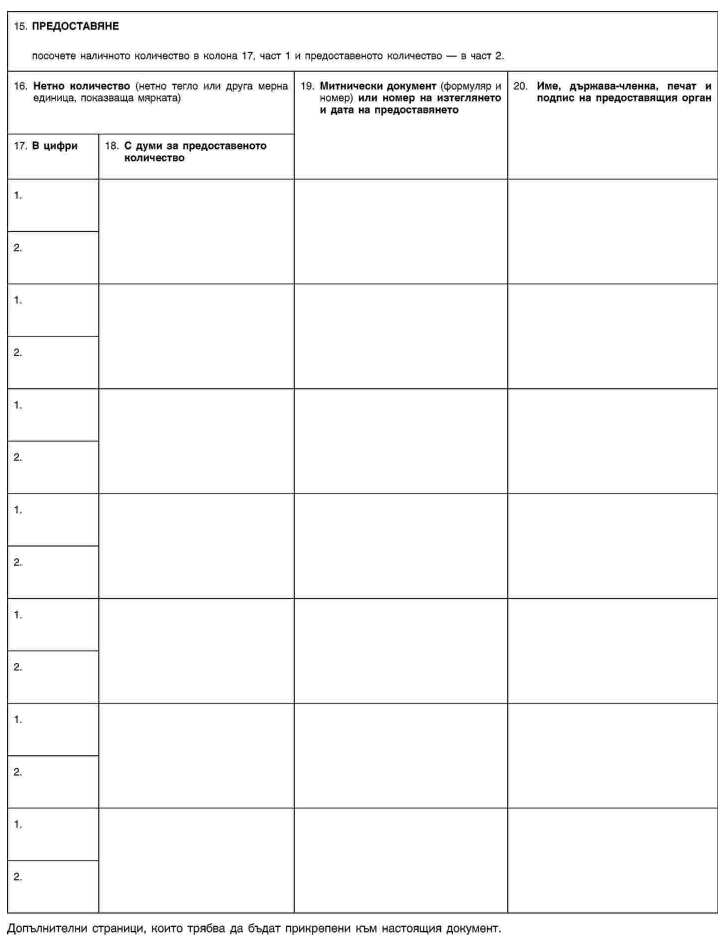 15. ПРЕДОСТАВЯНЕ
посочете наличното количество в колона 17, част 1 и предоставеното количество — в част 2.
16. Нетно количество (нетно тегло или друга мерна
единица, показваща мярката)
19. Митнически документ (формуляр и
номер) или номер на изтеглянето
и дата на предоставянето
20. Име, държава-членка, печат и
подпис на предоставящия орган
17. В цифри
18. С думи за предоставеното
количество
1.
2.
1.
2.
1.
2.
1.
2.
1.
2.
1.
2.
1.
2.
Допълнителни страници, които трябва да бъдат прикрепени към настоящия документ.